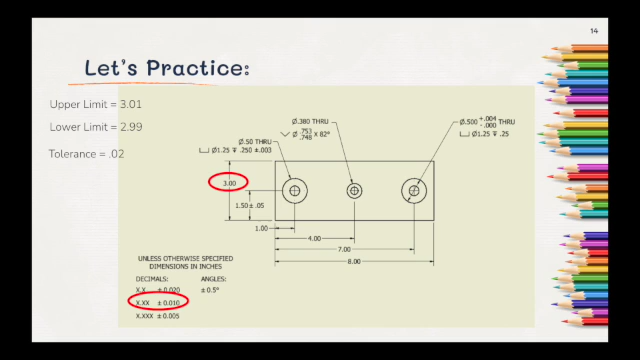 14
Let's Practice:
Upper Limit = 3.01
Lower Limit = 2.99
Tolerance = .02
Ø.380 THRU
⌵ Ø .753 .748 X 82°
Ø.500 +.004 -.000 THRU
⌴ Ø1.25 ↧ .25
Ø.50 THRU
⌴ Ø1.25 ↧ .250 ±.003
3.00
1.50 ± .05
1.00
4.00
7.00
8.00
UNLESS OTHERWISE SPECIFIED
DIMENSIONS IN INCHES
DECIMALS: ANGLES:
X.X ± 0.020 ± 0.5°
X.XX ± 0.010
X.XXX ± 0.005